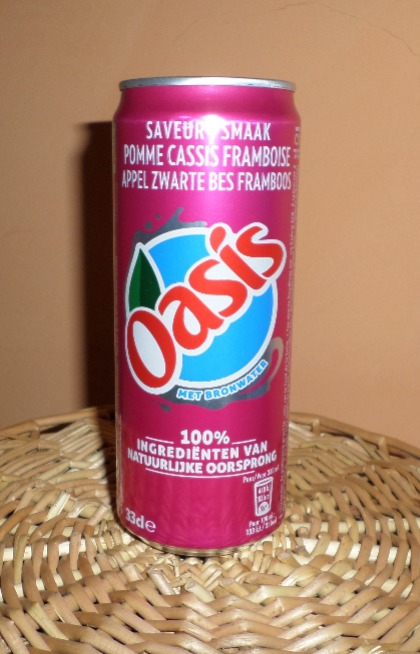 SAVEUR • SMAAK
POMME CASSIS FRAMBOISE
APPEL ZWARTE BES FRAMBOOS
Oasis
MET BRONWATER
100%
INGREDIËNTEN VAN
NATUURLIJKE OORSPRONG
33cl e